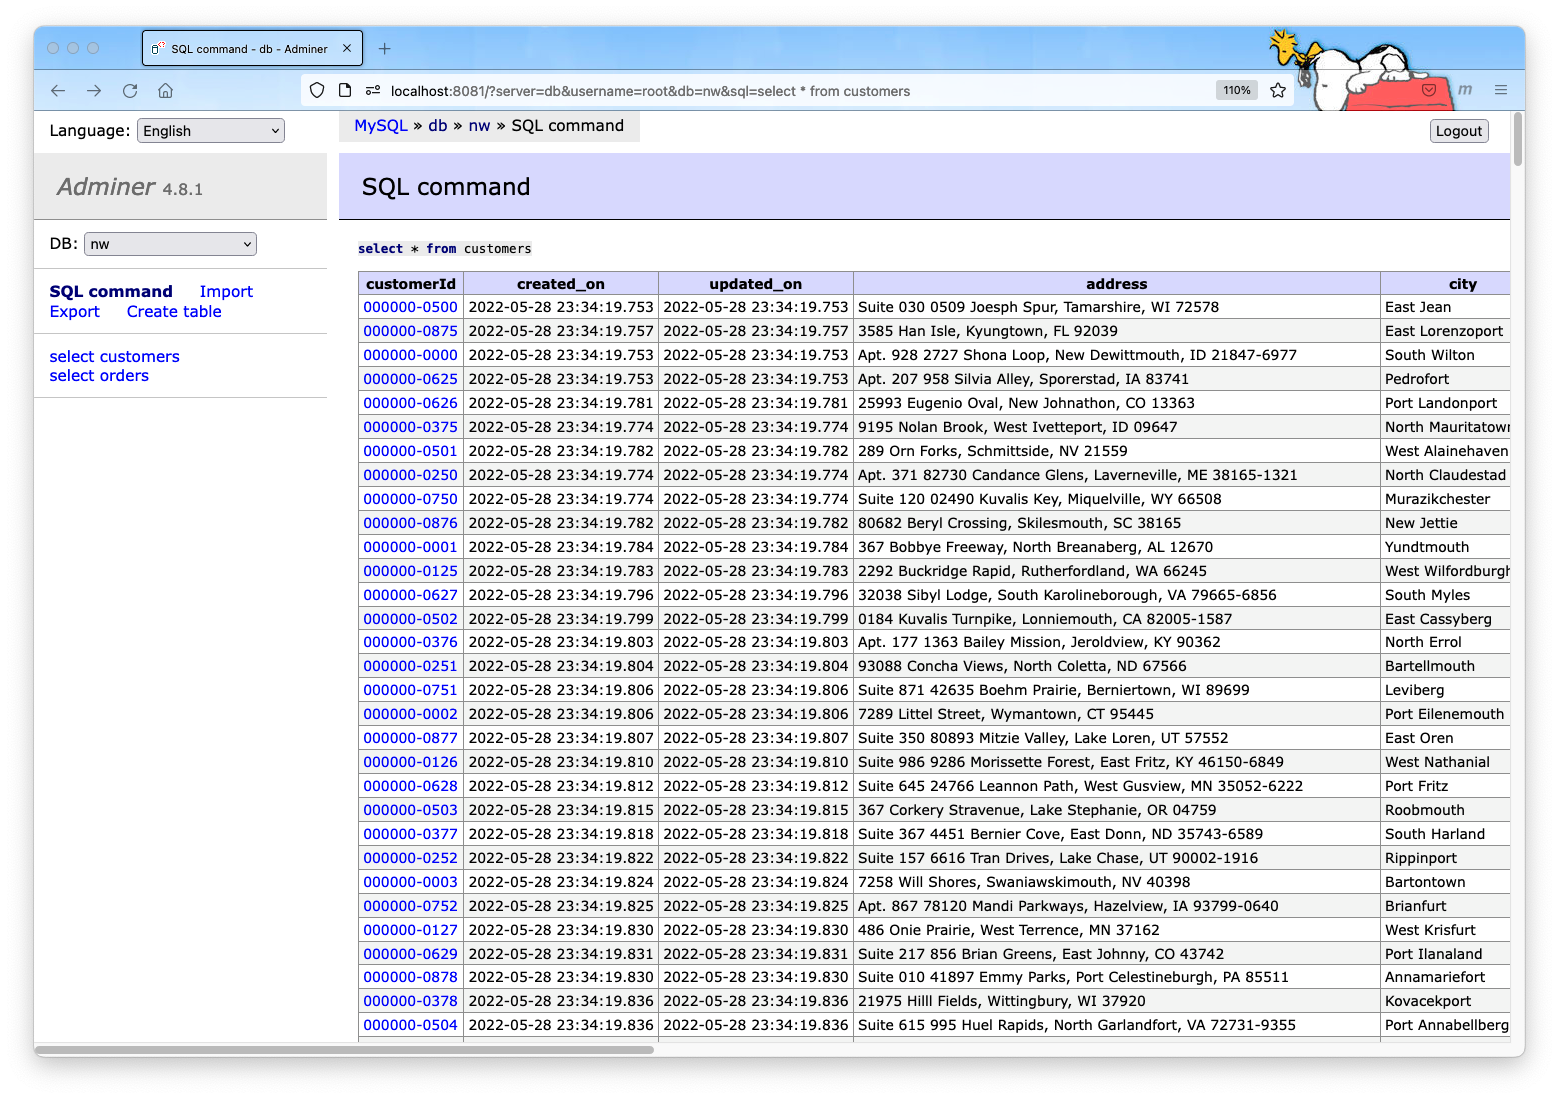 SQL command - db - Adminer
localhost:8081/?server=db&username=root&db=nw&sql=select * from customers
110%
m
Language: English
MySQL » db » nw » SQL command
Logout
Adminer 4.8.1
SQL command
DB: nw
SQL command Import
Export Create table
select customers
select orders
select * from customers
customerId created_on updated_on address city
000000-0500 2022-05-28 23:34:19.753 2022-05-28 23:34:19.753 Suite 030 0509 Joesph Spur, Tamarshire, WI 72578 East Jean
000000-0875 2022-05-28 23:34:19.757 2022-05-28 23:34:19.757 3585 Han Isle, Kyungtown, FL 92039 East Lorenzoport
000000-0000 2022-05-28 23:34:19.753 2022-05-28 23:34:19.753 Apt. 928 2727 Shona Loop, New Dewittmouth, ID 21847-6977 South Wilton
000000-0625 2022-05-28 23:34:19.753 2022-05-28 23:34:19.753 Apt. 207 958 Silvia Alley, Sporerstad, IA 83741 Pedrofort
000000-0626 2022-05-28 23:34:19.781 2022-05-28 23:34:19.781 25993 Eugenio Oval, New Johnathon, CO 13363 Port Landonport
000000-0375 2022-05-28 23:34:19.774 2022-05-28 23:34:19.774 9195 Nolan Brook, West Ivetteport, ID 09647 North Mauritatown
000000-0501 2022-05-28 23:34:19.782 2022-05-28 23:34:19.782 289 Orn Forks, Schmittside, NV 21559 West Alainehaven
000000-0250 2022-05-28 23:34:19.774 2022-05-28 23:34:19.774 Apt. 371 82730 Candance Glens, Laverneville, ME 38165-1321 North Claudestad
000000-0750 2022-05-28 23:34:19.774 2022-05-28 23:34:19.774 Suite 120 02490 Kuvalis Key, Miquelville, WY 66508 Murazikchester
000000-0876 2022-05-28 23:34:19.782 2022-05-28 23:34:19.782 80682 Beryl Crossing, Skilesmouth, SC 38165 New Jettie
000000-0001 2022-05-28 23:34:19.784 2022-05-28 23:34:19.784 367 Bobbye Freeway, North Breanaberg, AL 12670 Yundtmouth
000000-0125 2022-05-28 23:34:19.783 2022-05-28 23:34:19.783 2292 Buckridge Rapid, Rutherfordland, WA 66245 West Wilfordburgh
000000-0627 2022-05-28 23:34:19.796 2022-05-28 23:34:19.796 32038 Sibyl Lodge, South Karolineborough, VA 79665-6856 South Myles
000000-0502 2022-05-28 23:34:19.799 2022-05-28 23:34:19.799 0184 Kuvalis Turnpike, Lonniemouth, CA 82005-1587 East Cassyberg
000000-0376 2022-05-28 23:34:19.803 2022-05-28 23:34:19.803 Apt. 177 1363 Bailey Mission, Jeroldview, KY 90362 North Errol
000000-0251 2022-05-28 23:34:19.804 2022-05-28 23:34:19.804 93088 Concha Views, North Coletta, ND 67566 Bartellmouth
000000-0751 2022-05-28 23:34:19.806 2022-05-28 23:34:19.806 Suite 871 42635 Boehm Prairie, Berniertown, WI 89699 Leviberg
000000-0002 2022-05-28 23:34:19.806 2022-05-28 23:34:19.806 7289 Littel Street, Wymantown, CT 95445 Port Eilenemouth
000000-0877 2022-05-28 23:34:19.807 2022-05-28 23:34:19.807 Suite 350 80893 Mitzie Valley, Lake Loren, UT 57552 East Oren
000000-0126 2022-05-28 23:34:19.810 2022-05-28 23:34:19.810 Suite 986 9286 Morissette Forest, East Fritz, KY 46150-6849 West Nathanial
000000-0628 2022-05-28 23:34:19.812 2022-05-28 23:34:19.812 Suite 645 24766 Leannon Path, West Gusview, MN 35052-6222 Port Fritz
000000-0503 2022-05-28 23:34:19.815 2022-05-28 23:34:19.815 367 Corkery Stravenue, Lake Stephanie, OR 04759 Roobmouth
000000-0377 2022-05-28 23:34:19.818 2022-05-28 23:34:19.818 Suite 367 4451 Bernier Cove, East Donn, ND 35743-6589 South Harland
000000-0252 2022-05-28 23:34:19.822 2022-05-28 23:34:19.822 Suite 157 6616 Tran Drives, Lake Chase, UT 90002-1916 Rippinport
000000-0003 2022-05-28 23:34:19.824 2022-05-28 23:34:19.824 7258 Will Shores, Swaniawskimouth, NV 40398 Bartontown
000000-0752 2022-05-28 23:34:19.825 2022-05-28 23:34:19.825 Apt. 867 78120 Mandi Parkways, Hazelview, IA 93799-0640 Brianfurt
000000-0127 2022-05-28 23:34:19.830 2022-05-28 23:34:19.830 486 Onie Prairie, West Terrence, MN 37162 West Krisfurt
000000-0629 2022-05-28 23:34:19.831 2022-05-28 23:34:19.831 Suite 217 856 Brian Greens, East Johnny, CO 43742 Port Ilanaland
000000-0878 2022-05-28 23:34:19.830 2022-05-28 23:34:19.830 Suite 010 41897 Emmy Parks, Port Celestineburgh, PA 85511 Annamariefort
000000-0378 2022-05-28 23:34:19.836 2022-05-28 23:34:19.836 21975 Hilll Fields, Wittingbury, WI 37920 Kovacekport
000000-0504 2022-05-28 23:34:19.836 2022-05-28 23:34:19.836 Suite 615 995 Huel Rapids, North Garlandfort, VA 72731-9355 Port Annabellberg